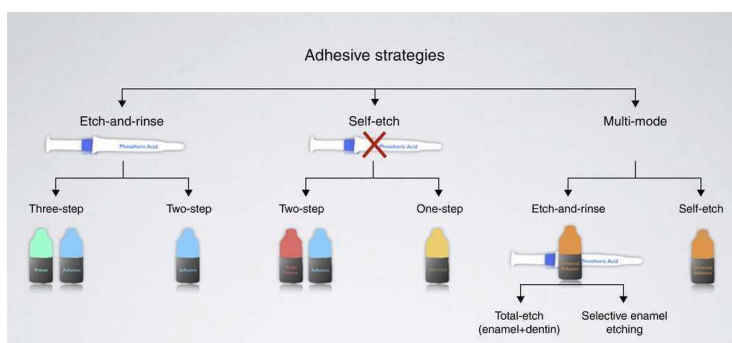 Adhesive strategies
Etch-and-rinse
Self-etch
Multi-mode
Phosphoric Acid
Phosphoric Acid
Three-step
Two-step
Two-step
One-step
Etch-and-rinse
Self-etch
Primer
Adhesive
Adhesive
Adhesive
Phosphoric Acid
Total-etch
(enamel+dentin)
Selective enamel
etching